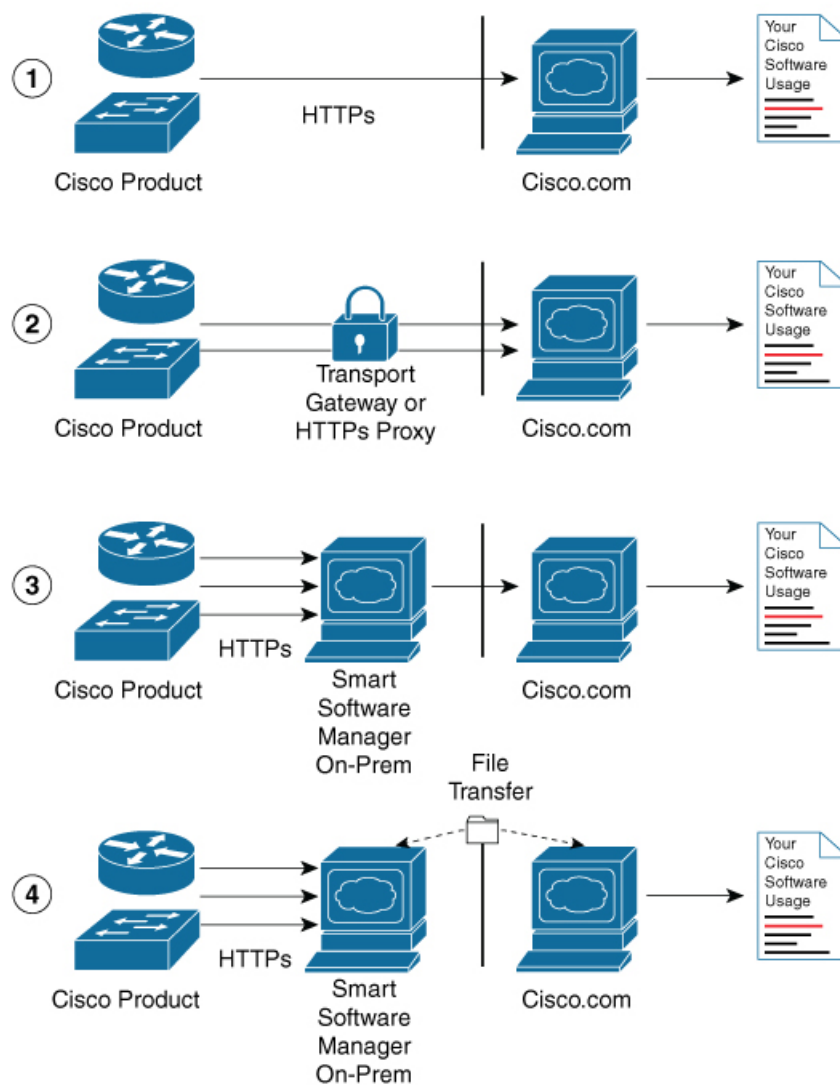 1
HTTPs
Cisco Product
Cisco.com
Your
Cisco
Software
Usage
2
Transport
Gateway or
HTTPs Proxy
Cisco Product
Cisco.com
Your
Cisco
Software
Usage
3
HTTPs
Cisco Product
Smart
Software
Manager
On-Prem
Cisco.com
Your
Cisco
Software
Usage
File
Transfer
4
HTTPs
Cisco Product
Smart
Software
Manager
On-Prem
Cisco.com
Your
Cisco
Software
Usage